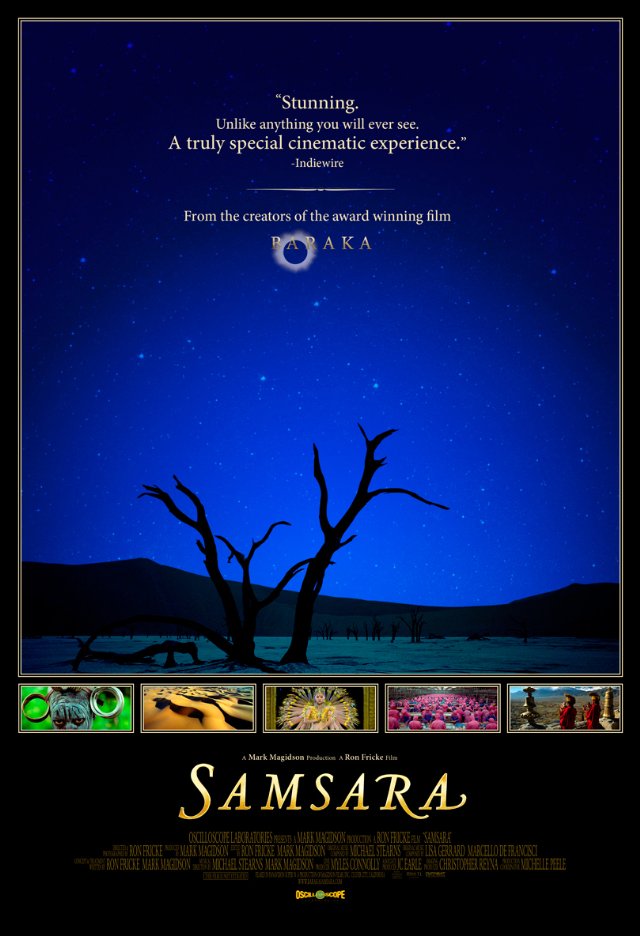 “Stunning.
Unlike anything you will ever see.
A truly special cinematic experience.”
-Indiewire
From the creators of the award winning film
BARAKA
A Mark Magidson Production A Ron Fricke Film
SAMSARA
OSCILLOSCOPE LABORATORIES PRESENTS A MARK MAGIDSON PRODUCTION A RON FRICKE FILM "SAMSARA"
RON FRICKE MARK MAGIDSON RON FRICKE MARK MAGIDSON MICHAEL STEARNS LISA GERRARD MARCELLO DE FRANCISCI
RON FRICKE MARK MAGIDSON MICHAEL STEARNS MARK MAGIDSON MYLES CONNOLLY JC EARLE CHRISTOPHER REYNA MICHELLE PEELE
OSCILLOSCOPE